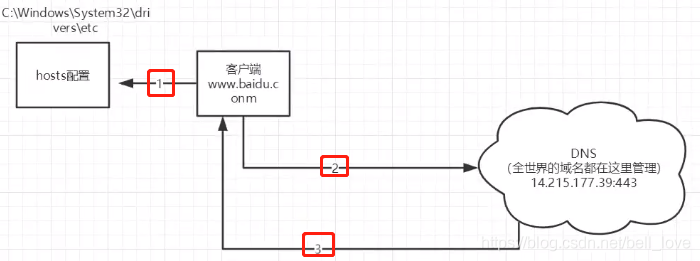 C:\Windows\System32\dri
vers\etc
hosts配置
1
客户端
www.baidu.c
onm
2
DNS
(全世界的域名都在这里管理)
14.215.177.39:443
3
https://blog.csdn.net/bell_love